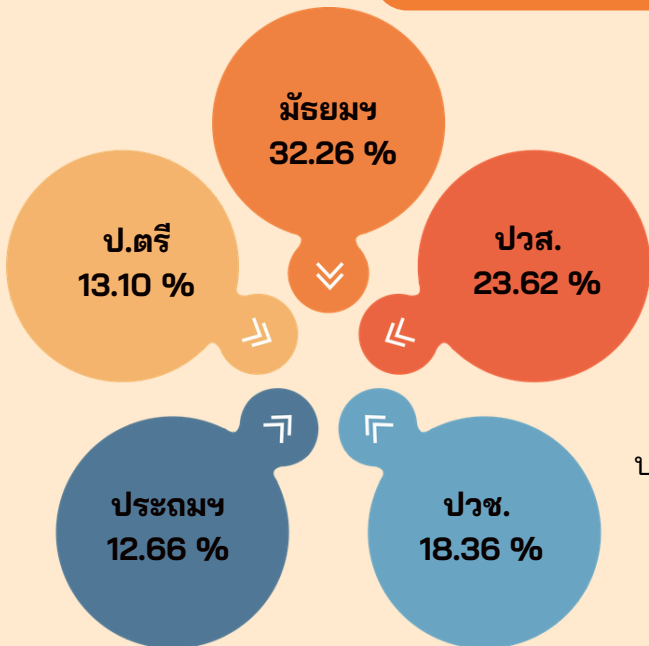 มัธยมฯ
32.26 %
ป.ตรี
13.10 %
ปวส.
23.62 %
ประถมฯ
12.66 %
ปวช.
18.36 %